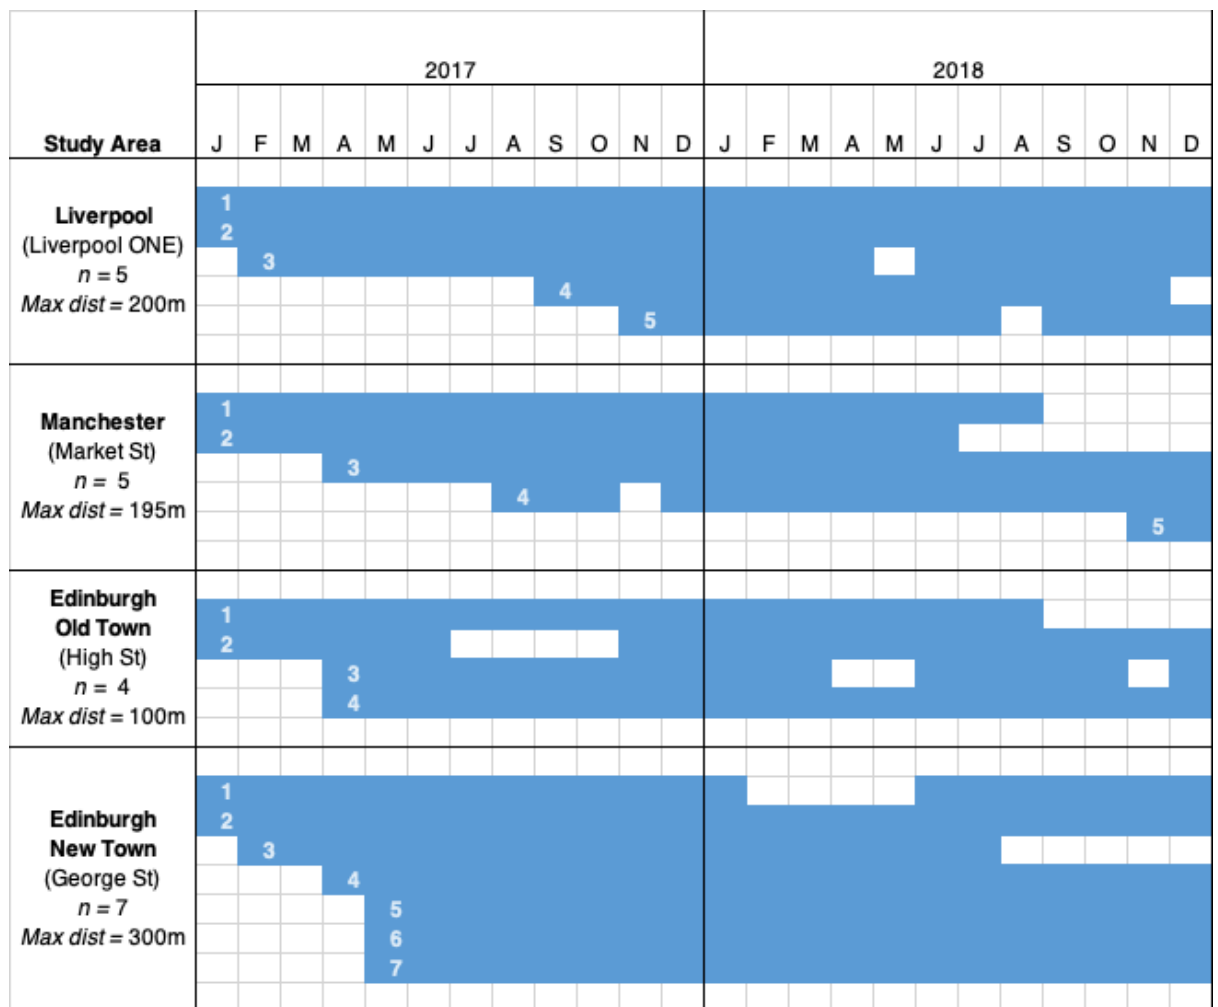 2017 2018
Study Area J F M A M J J A S O N D J F M A M J J A S O N D
Liverpool
(Liverpool ONE)
n = 5
Max dist = 200m
1
2
3
4
5
Manchester
(Market St)
n = 5
Max dist = 195m
1
2
3
4
5
Edinburgh
Old Town
(High St)
n = 4
Max dist = 100m
1
2
3
4
Edinburgh
New Town
(George St)
n = 7
Max dist = 300m
1
2
3
4
5
6
7